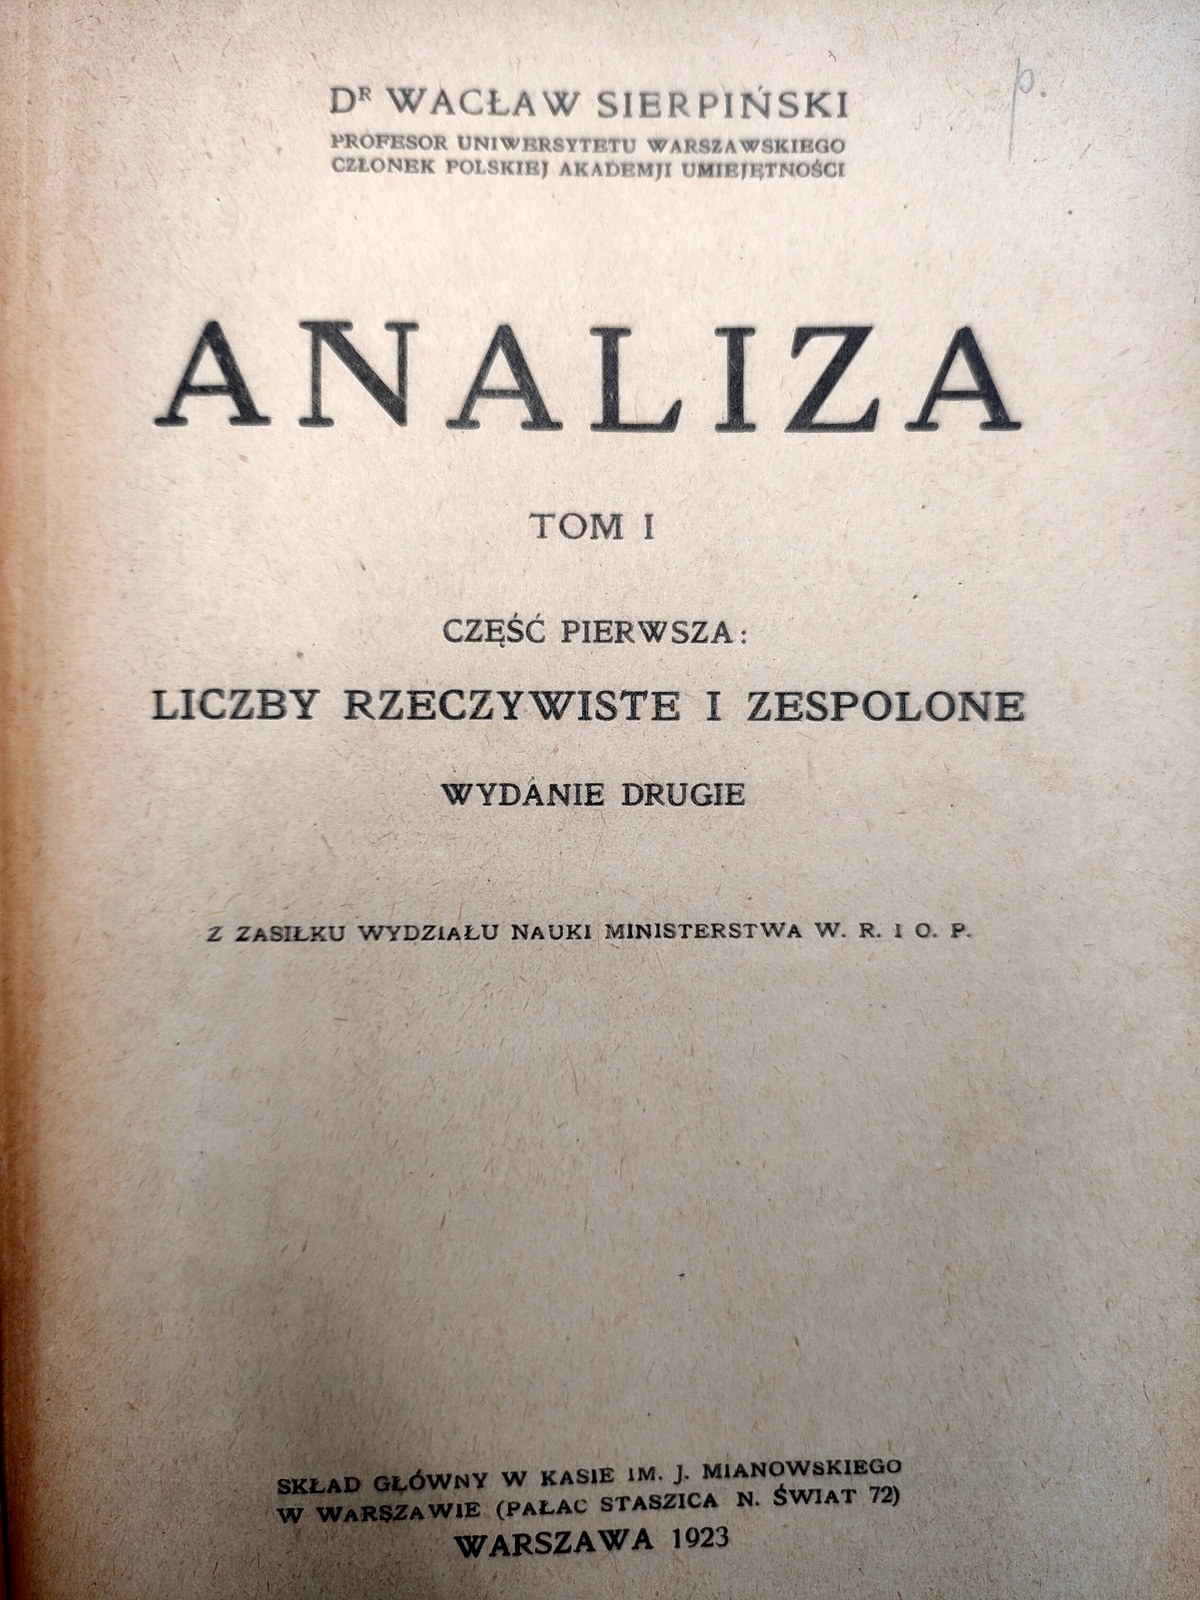 Dʀ WACŁAW SIERPIŃSKI
p.
PROFESOR UNIWERSYTETU WARSZAWSKIEGO
CZŁONEK POLSKIEJ AKADEMJI UMIEJĘTNOŚCI
ANALIZA
TOM I
CZĘŚĆ PIERWSZA:
LICZBY RZECZYWISTE I ZESPOLONE
WYDANIE DRUGIE
Z ZASIŁKU WYDZIAŁU NAUKI MINISTERSTWA W. R. I O. P.
SKŁAD GŁÓWNY W KASIE IM. J. MIANOWSKIEGO
W WARSZAWIE (PAŁAC STASZICA N. ŚWIAT 72)
WARSZAWA 1923